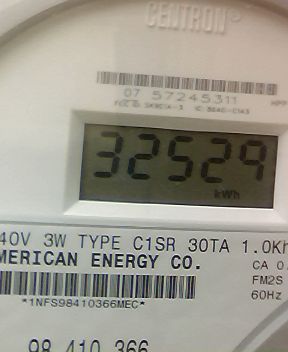 CENTRON
07 57245311
32529
kWh
40V 3W TYPE C1SR 30TA 1.0Kh
MERICAN ENERGY CO.
CA 0.
FM2S
60Hz
*1NFS98410366MEC*
98 410 366